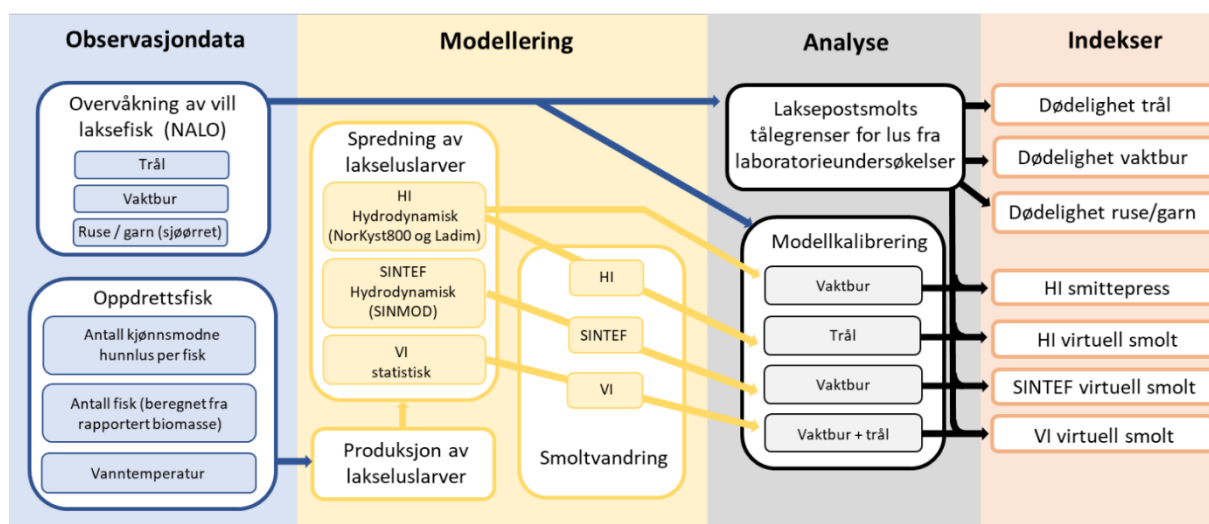 Observasjondata
Modellering
Analyse
Indekser
Overvåkning av vill
laksefisk (NALO)
Trål
Vaktbur
Ruse / garn (sjøørret)
Oppdrettsfisk
Antall kjønnsmodne
hunnlus per fisk
Antall fisk (beregnet fra
rapportert biomasse)
Vanntemperatur
Spredning av
lakseluslarver
HI
Hydrodynamisk
(NorKyst800 og Ladim)
SINTEF
Hydrodynamisk
(SINMOD)
VI
statistisk
Produksjon av
lakseluslarver
HI
SINTEF
VI
Smoltvandring
Laksepostsmolts
tålegrenser for lus fra
laboratorieundersøkelser
Modellkalibrering
Vaktbur
Trål
Vaktbur
Vaktbur + trål
Dødelighet trål
Dødelighet vaktbur
Dødelighet ruse/garn
HI smittepress
HI virtuell smolt
SINTEF virtuell smolt
VI virtuell smolt